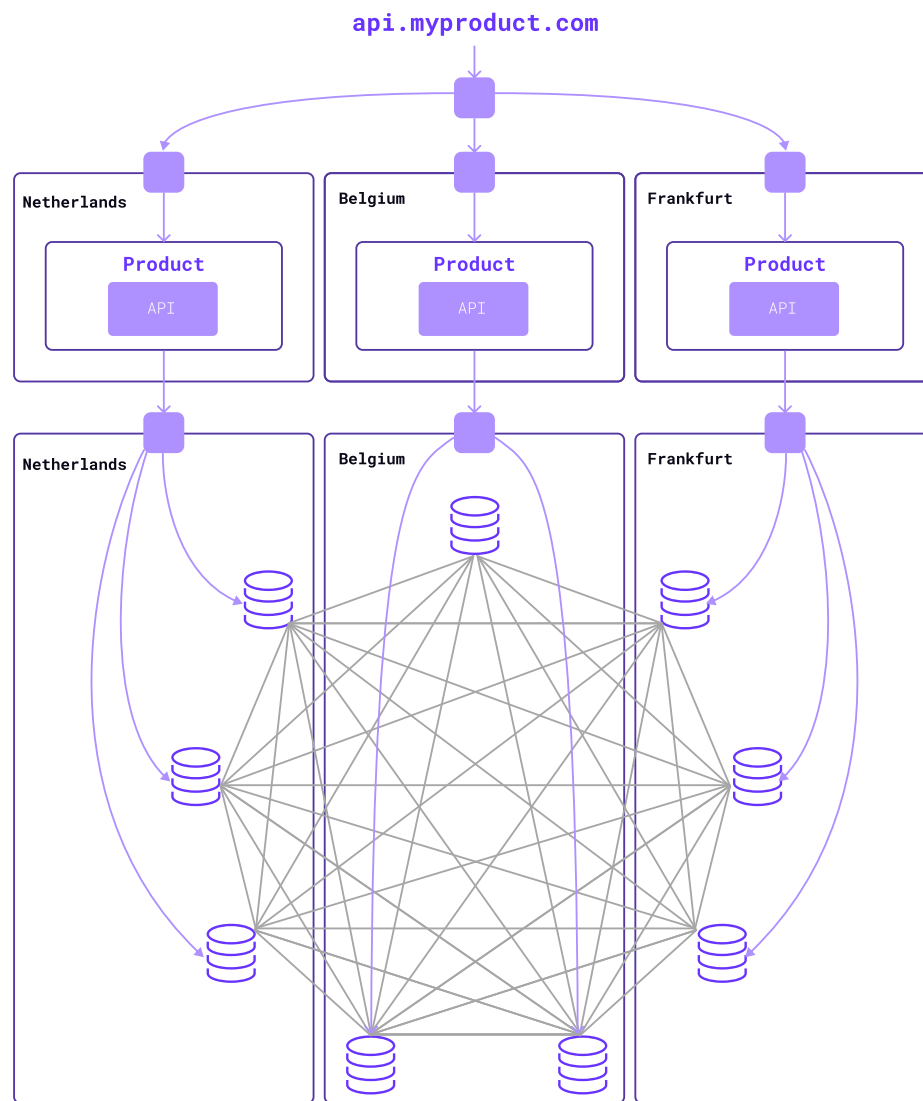 api.myproduct.com
Netherlands
Belgium
Frankfurt
Product
Product
Product
API
API
API
Netherlands
Belgium
Frankfurt